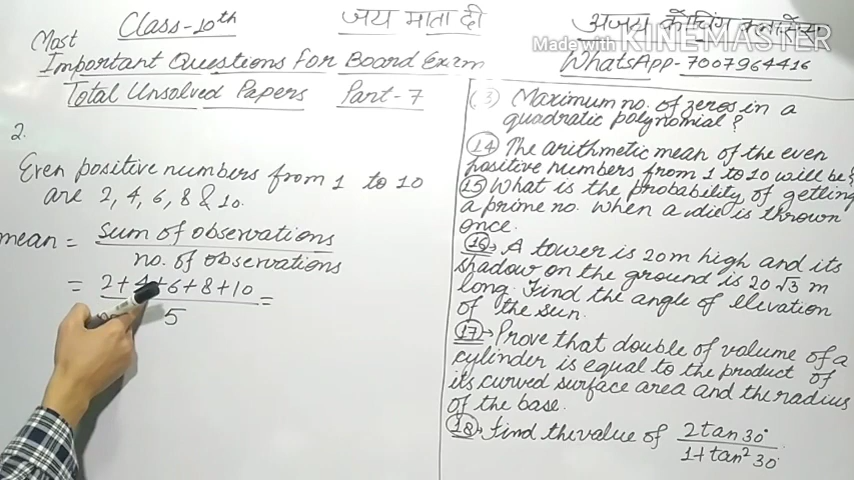 Class-10th
जय माता दी
अजय कोचिंग क्लासेस
Made with KINEMASTER
Most
Important Questions for Board Exam
WhatsApp-7007964416
Total Unsolved Papers Part-7
2.
Even positive numbers from 1 to 10
are 2, 4, 6, 8 & 10.
mean = sum of observations
no. of observations
= 2+4+6+8+10 =
5
(3) Maximum no. of zeros in a
quadratic polynomial?
14 The arithmetic mean of the even
positive numbers from 1 to 10 will be?
15 What is the probability of getting
a prime no. when a die is thrown
once.
16 → A tower is 20m high and its
shadow on the ground is 20√3 m
long. Find the angle of elevation
of the sun.
17 → Prove that double of volume of a
cylinder is equal to the product of
its curved surface area and the radius
of the base.
18 → Find the value of 2tan30°
1+tan²30°